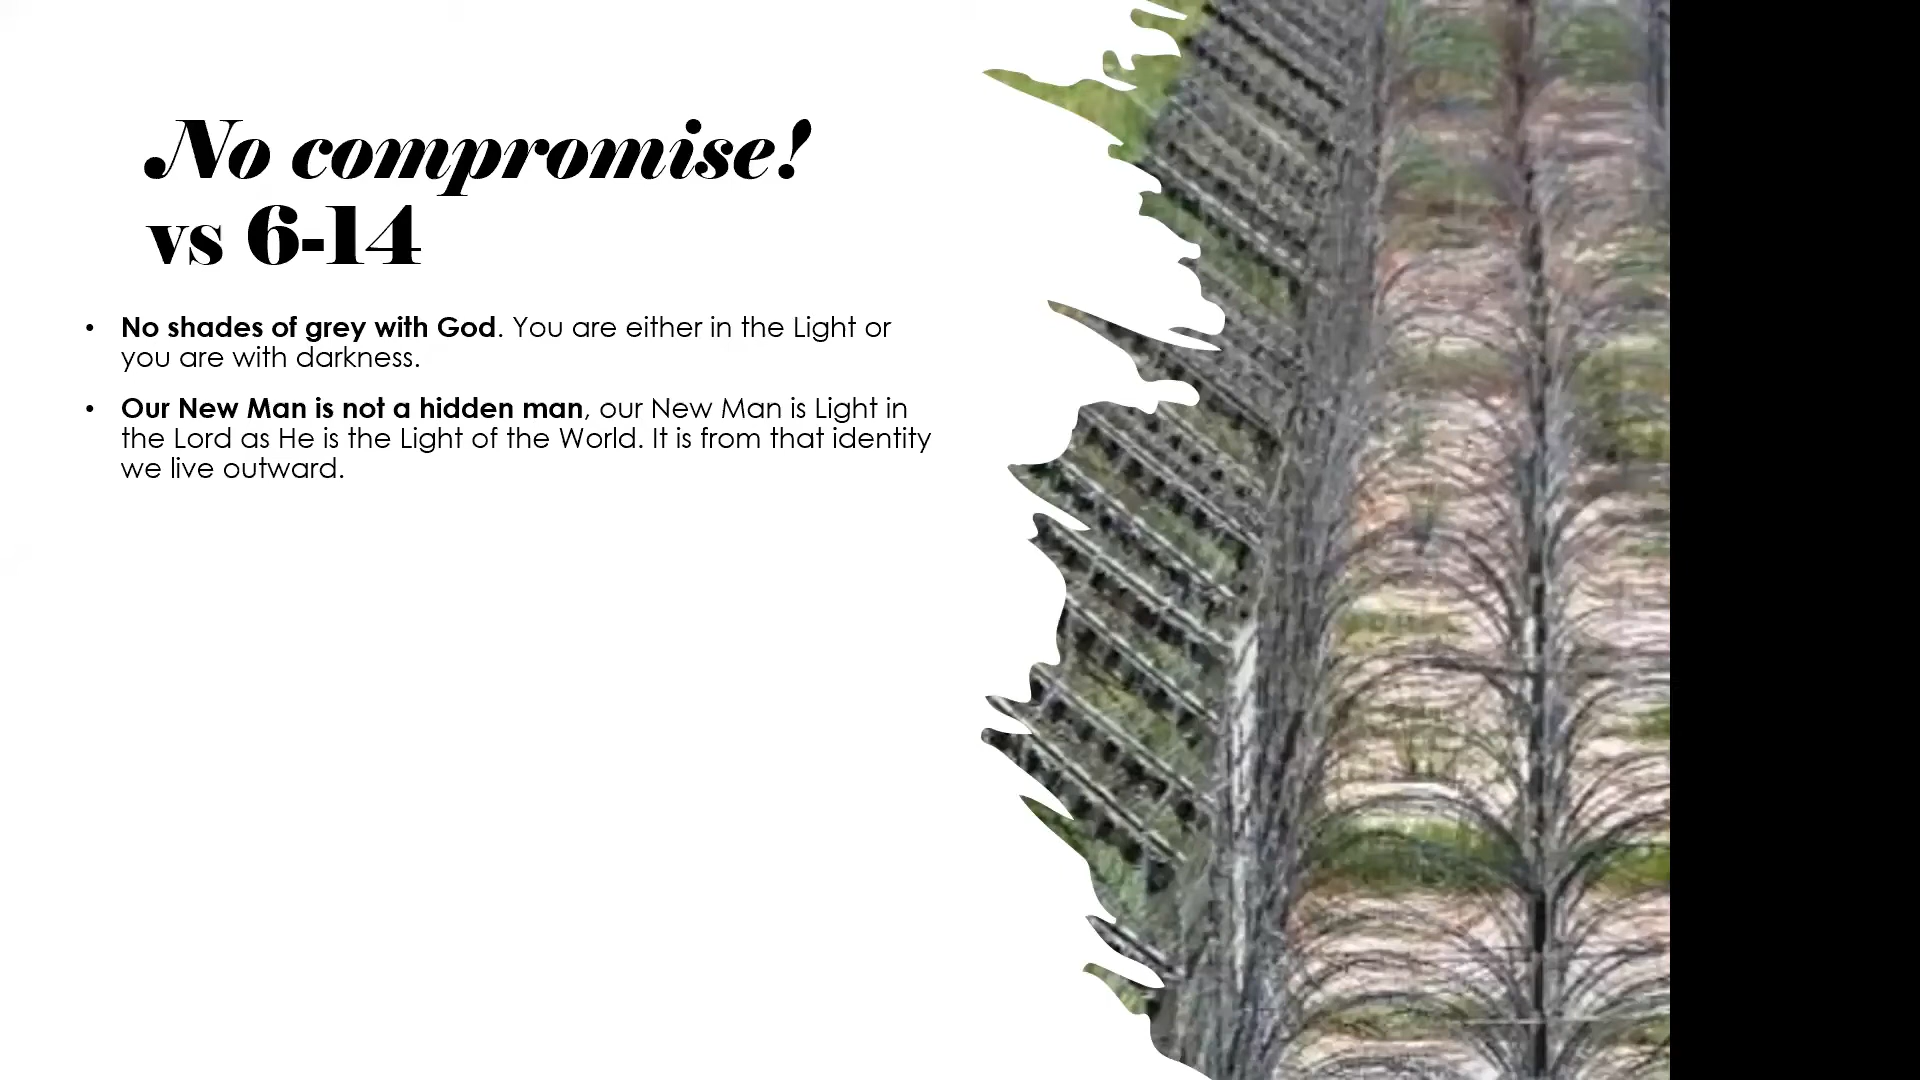 No compromise!
vs 6-14
• No shades of grey with God. You are either in the Light or
you are with darkness.
• Our New Man is not a hidden man, our New Man is Light in
the Lord as He is the Light of the World. It is from that identity
we live outward.